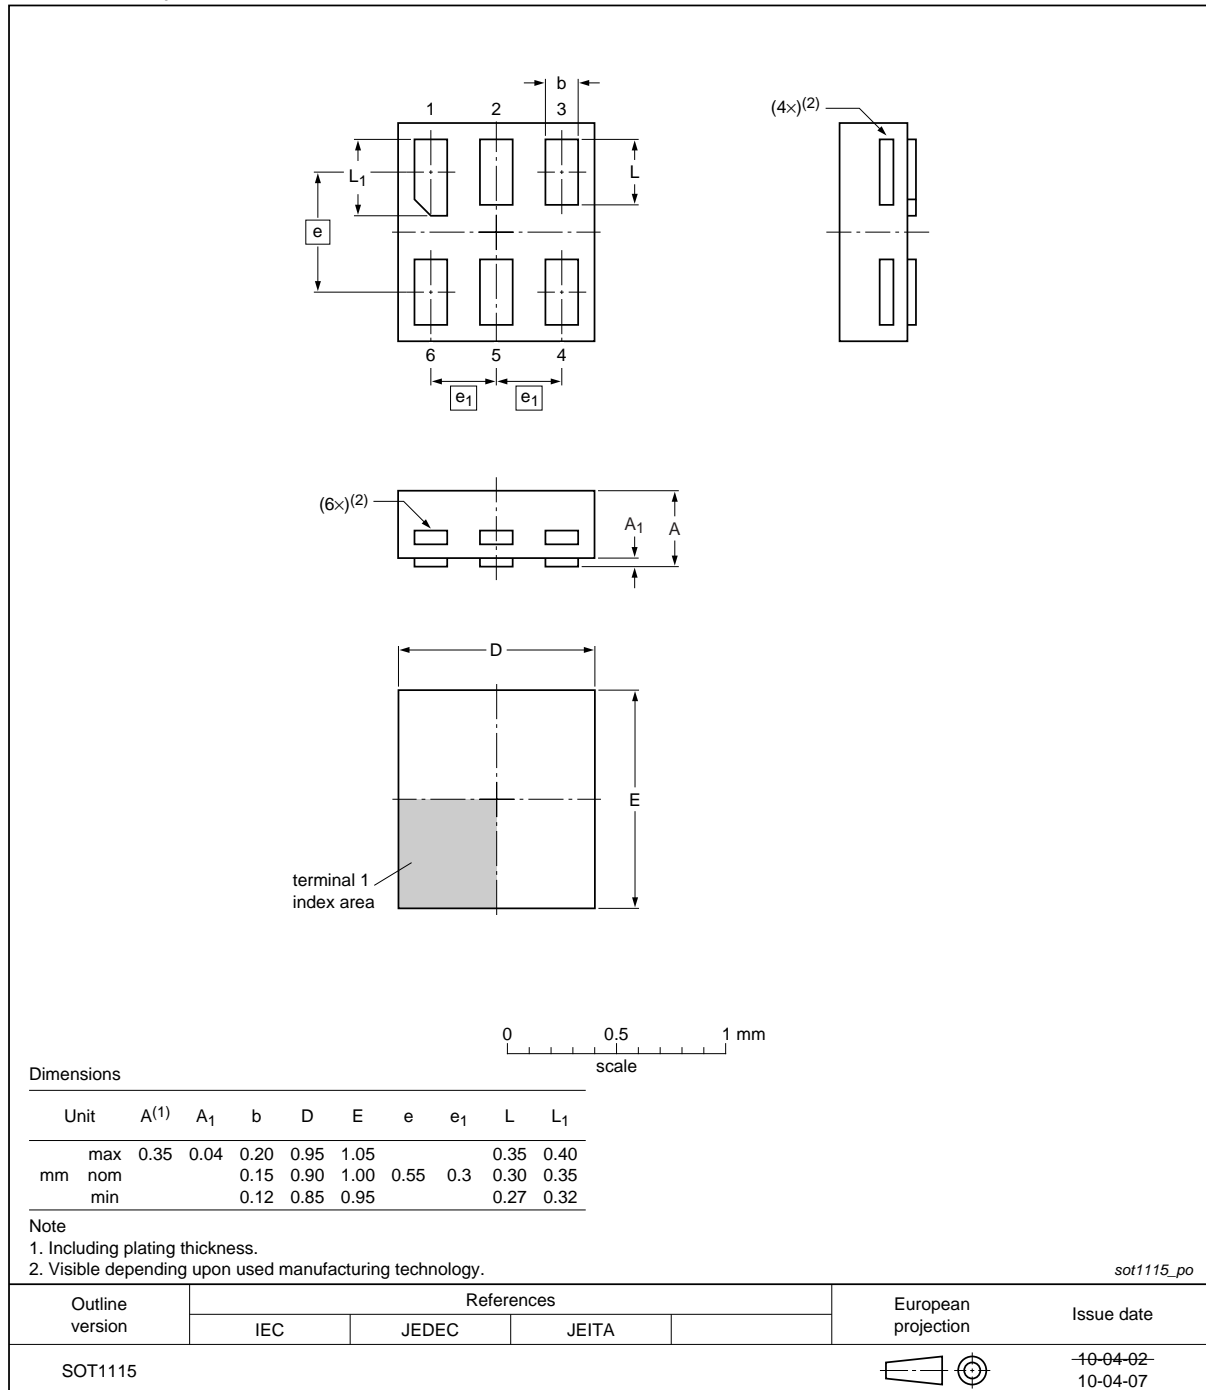 b
1 2 3
(4×)(2)
L1
L
e
6 5 4
e1 e1
(6×)(2)
A1 A
D
E
terminal 1
index area
0 0.5 1 mm
scale
Dimensions
Unit A(1) A1 b D E e e1 L L1
max 0.35 0.04 0.20 0.95 1.05 0.35 0.40
mm nom 0.15 0.90 1.00 0.55 0.3 0.30 0.35
min 0.12 0.85 0.95 0.27 0.32
Note
1. Including plating thickness.
2. Visible depending upon used manufacturing technology.
sot1115_po
Outline
version
References
IEC JEDEC JEITA
European
projection
Issue date
SOT1115
10-04-02
10-04-07